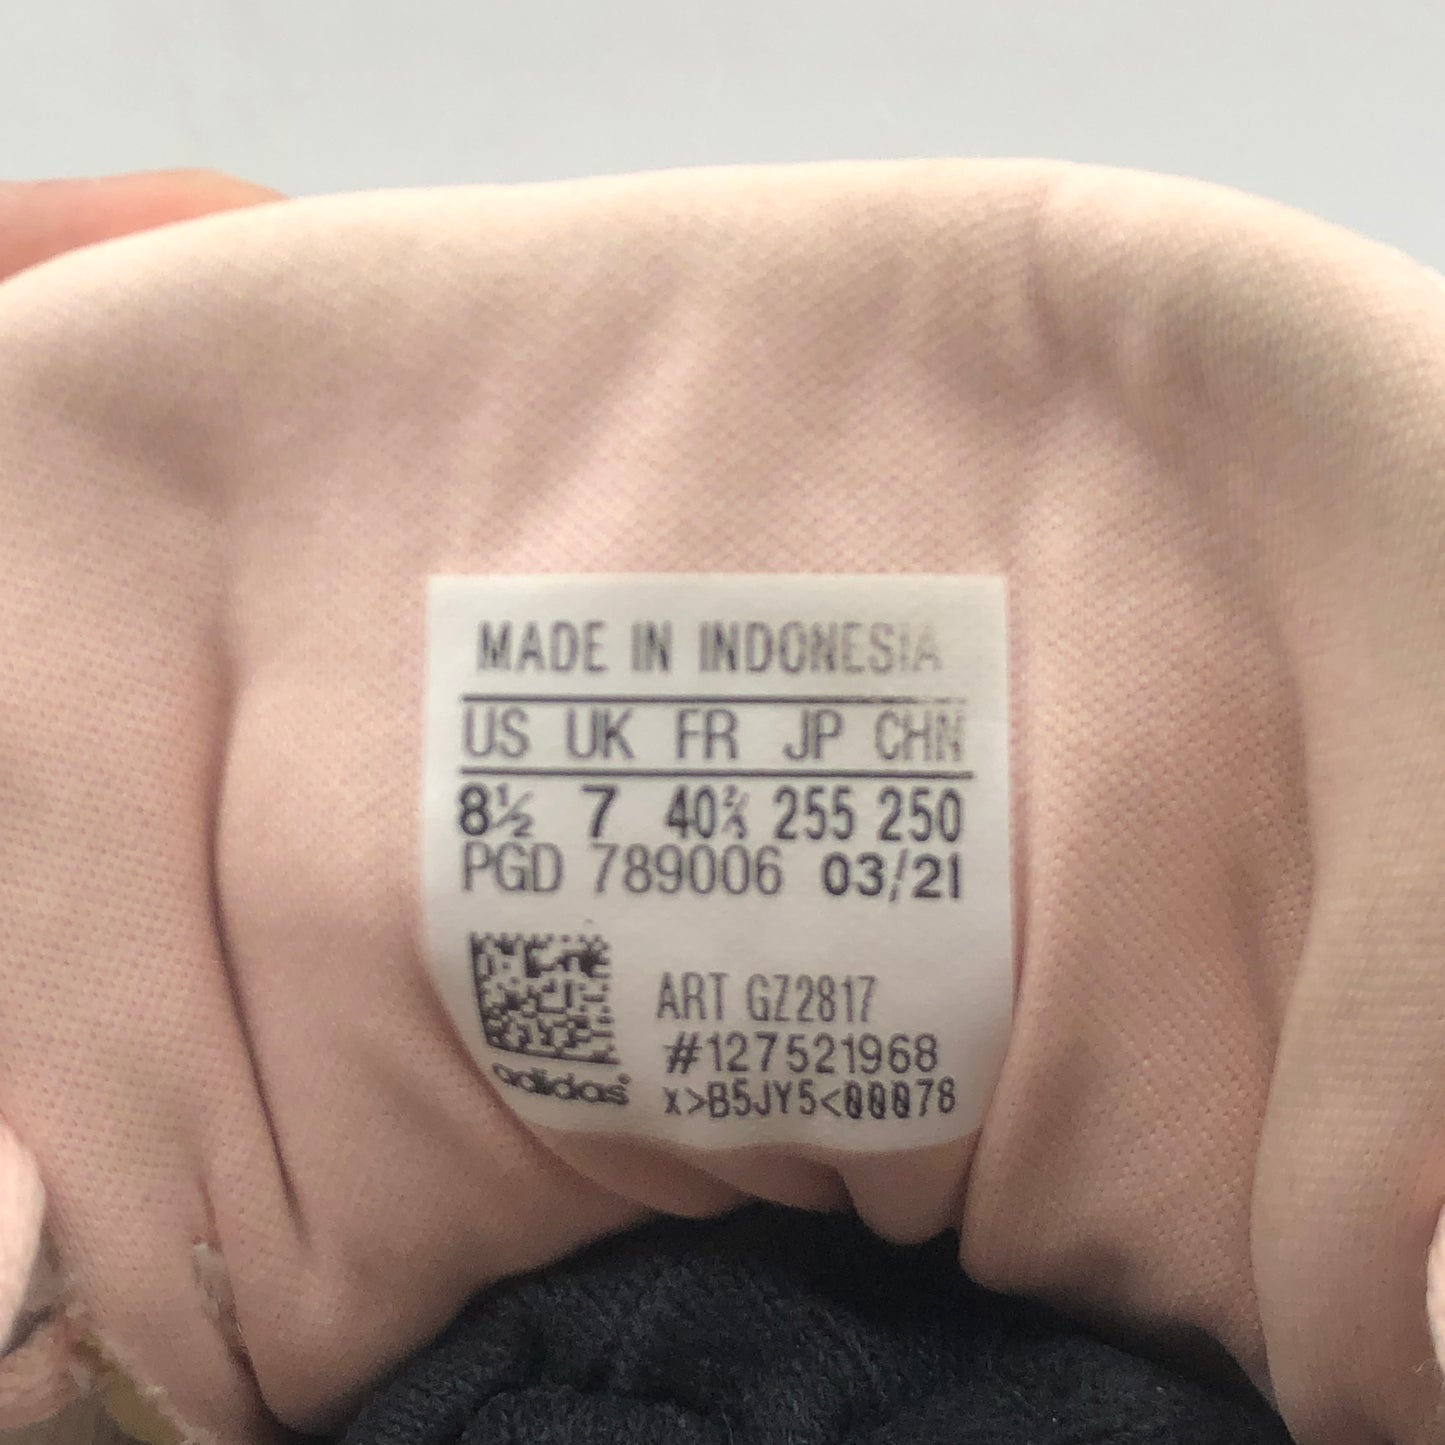 MADE IN INDONESIA
US UK FR JP CHN
8½ 7 40⅔ 255 250
PGD 789006 03/21
ART GZ2817
#127521968
adidas®
x>B5JY5<00078